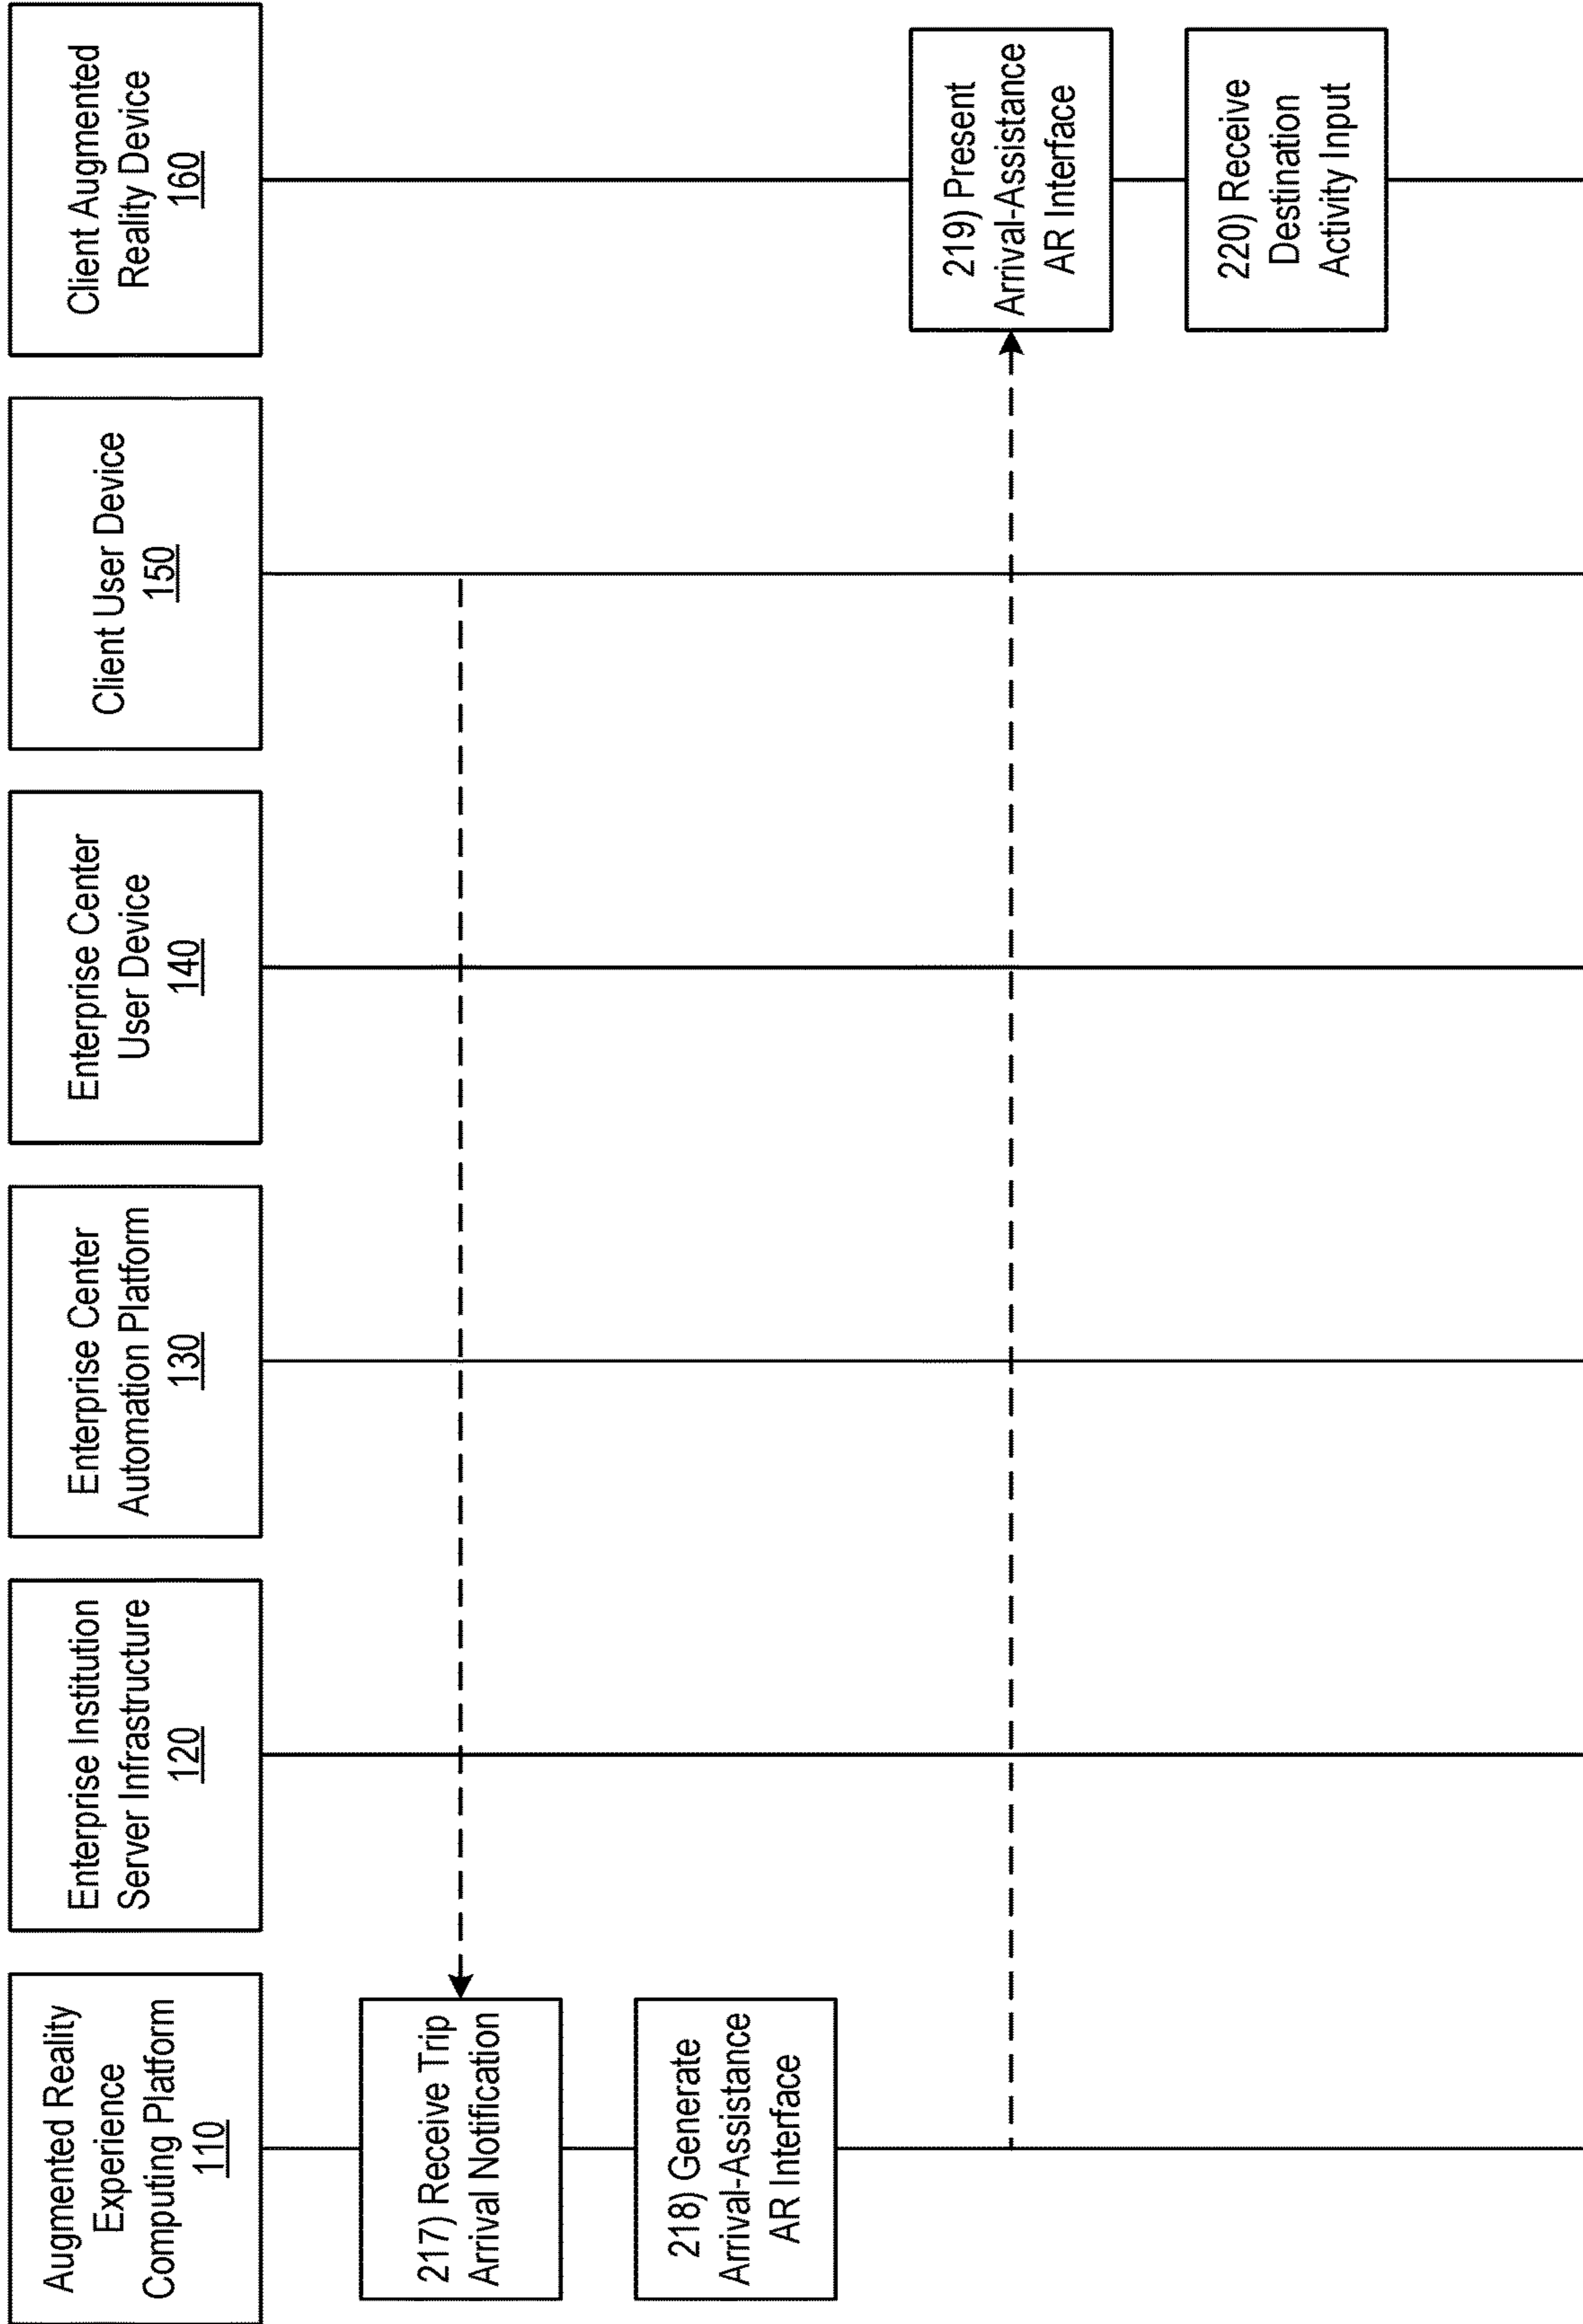 Augmented Reality
Experience
Computing Platform
110
Enterprise Institution
Server Infrastructure
120
Enterprise Center
Automation Platform
130
Enterprise Center
User Device
140
Client User Device
150
Client Augmented
Reality Device
160
217) Receive Trip
Arrival Notification
218) Generate
Arrival-Assistance
AR Interface
219) Present
Arrival-Assistance
AR Interface
220) Receive
Destination
Activity Input